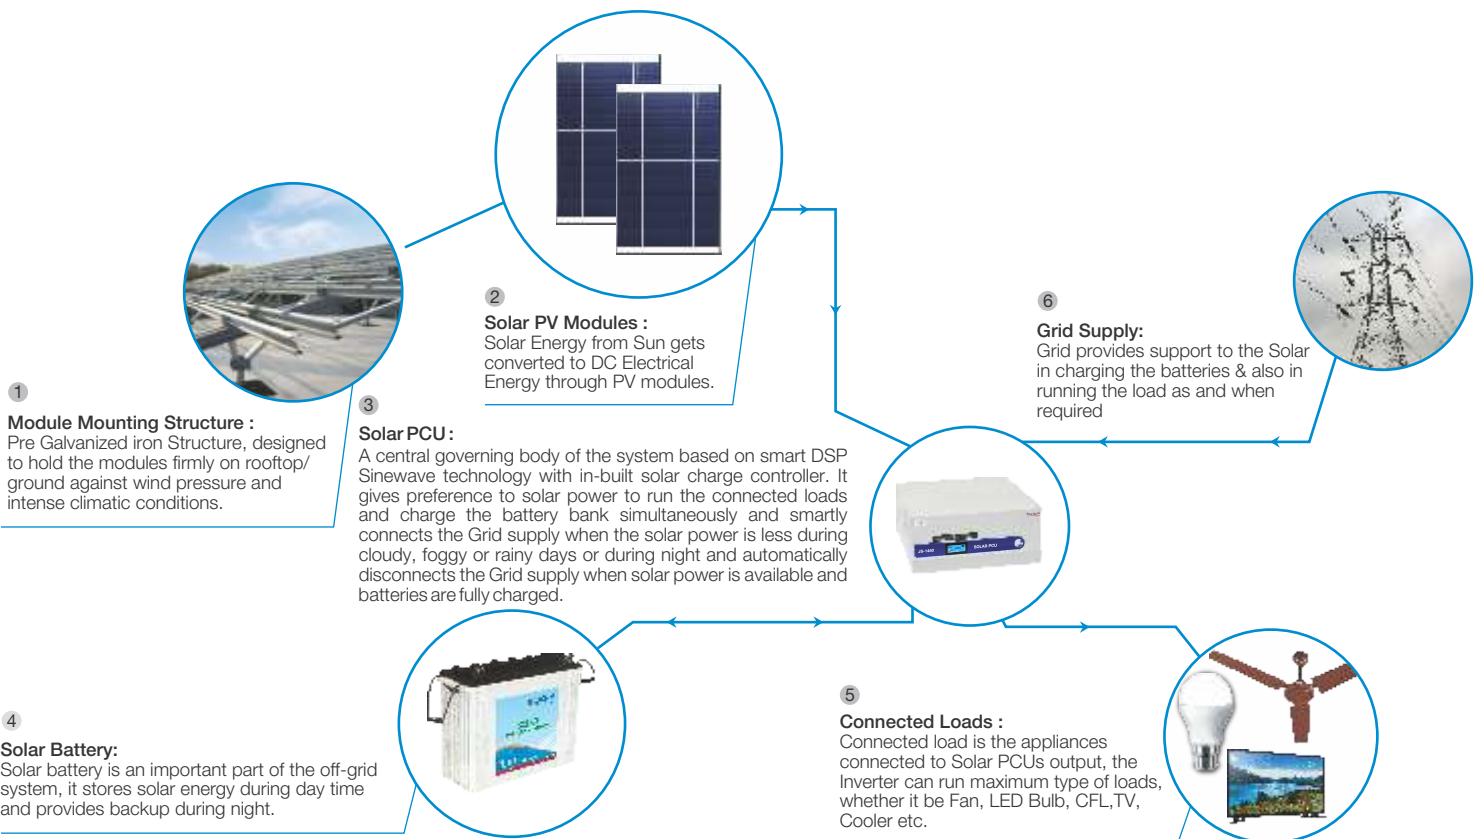 1
Module Mounting Structure :
Pre Galvanized iron Structure, designed
to hold the modules firmly on rooftop/
ground against wind pressure and
intense climatic conditions.
2
Solar PV Modules :
Solar Energy from Sun gets
converted to DC Electrical
Energy through PV modules.
3
Solar PCU :
A central governing body of the system based on smart DSP
Sinewave technology with in-built solar charge controller. It
gives preference to solar power to run the connected loads
and charge the battery bank simultaneously and smartly
connects the Grid supply when the solar power is less during
cloudy, foggy or rainy days or during night and automatically
disconnects the Grid supply when solar power is available and
batteries are fully charged.
SOLAR PCU
4
Solar Battery:
Solar battery is an important part of the off-grid
system, it stores solar energy during day time
and provides backup during night.
5
Connected Loads :
Connected load is the appliances
connected to Solar PCUs output, the
Inverter can run maximum type of loads,
whether it be Fan, LED Bulb, CFL,TV,
Cooler etc.
6
Grid Supply:
Grid provides support to the Solar
in charging the batteries & also in
running the load as and when
required